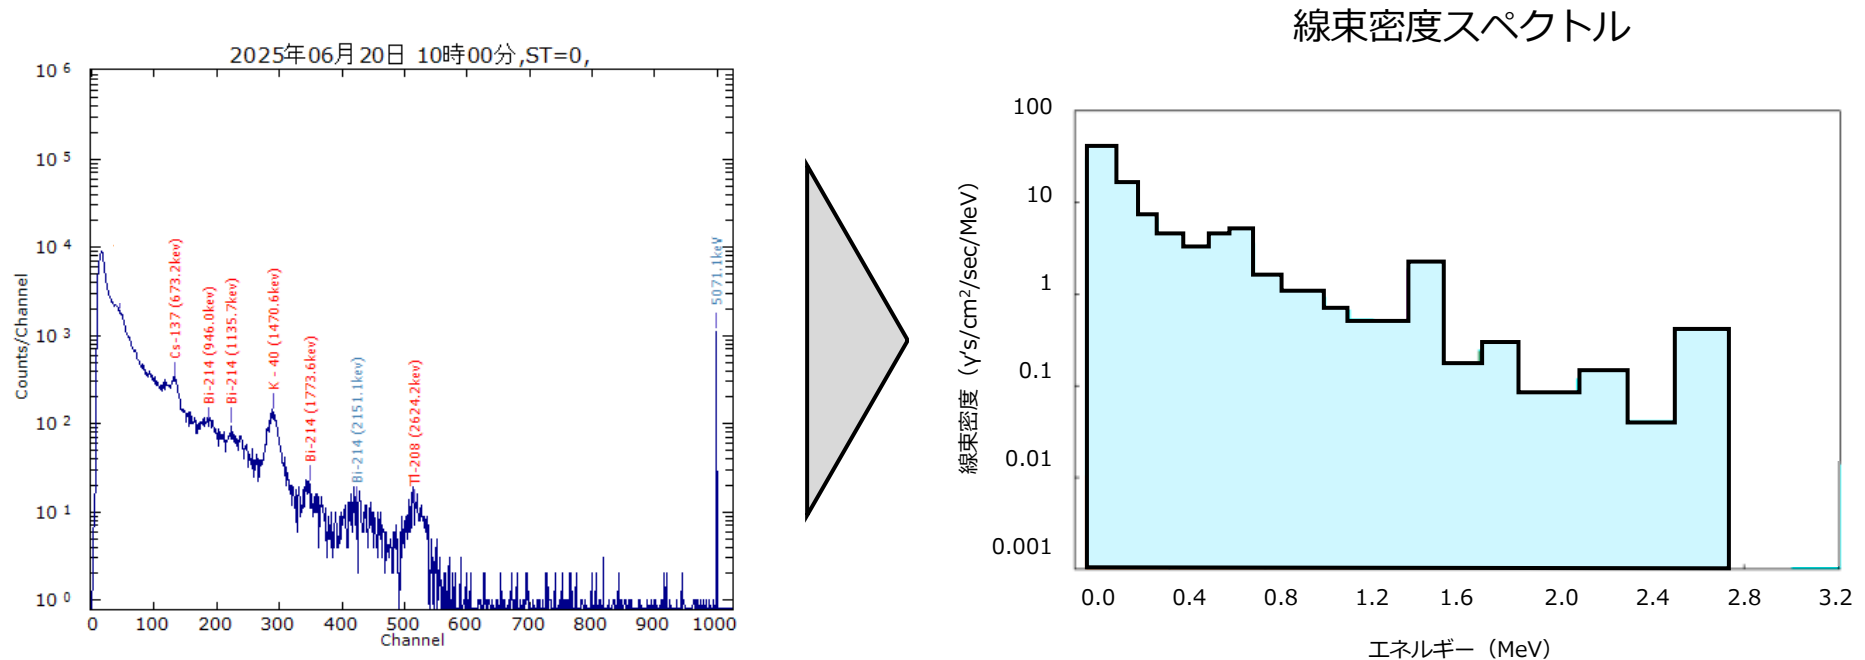 線束密度スペクトル
2025年06月20日 10時00分,ST=0,
10 6
10 5
10 4
10 3
10 2
10 1
10 0
Counts/Channel
Cs-137 (673.2kev)
Bi-214 (946.0kev)
Bi-214 (1135.7kev)
K - 40 (1470.6kev)
Bi-214 (1773.6kev)
Bi-214 (2151.1kev)
Tl-208 (2624.2kev)
5071.1keV
0 100 200 300 400 500 600 700 800 900 1000
Channel
100
10
1
0.1
0.01
0.001
線束密度（γ's/cm2/sec/MeV）
0.0 0.4 0.8 1.2 1.6 2.0 2.4 2.8 3.2
エネルギー（MeV）